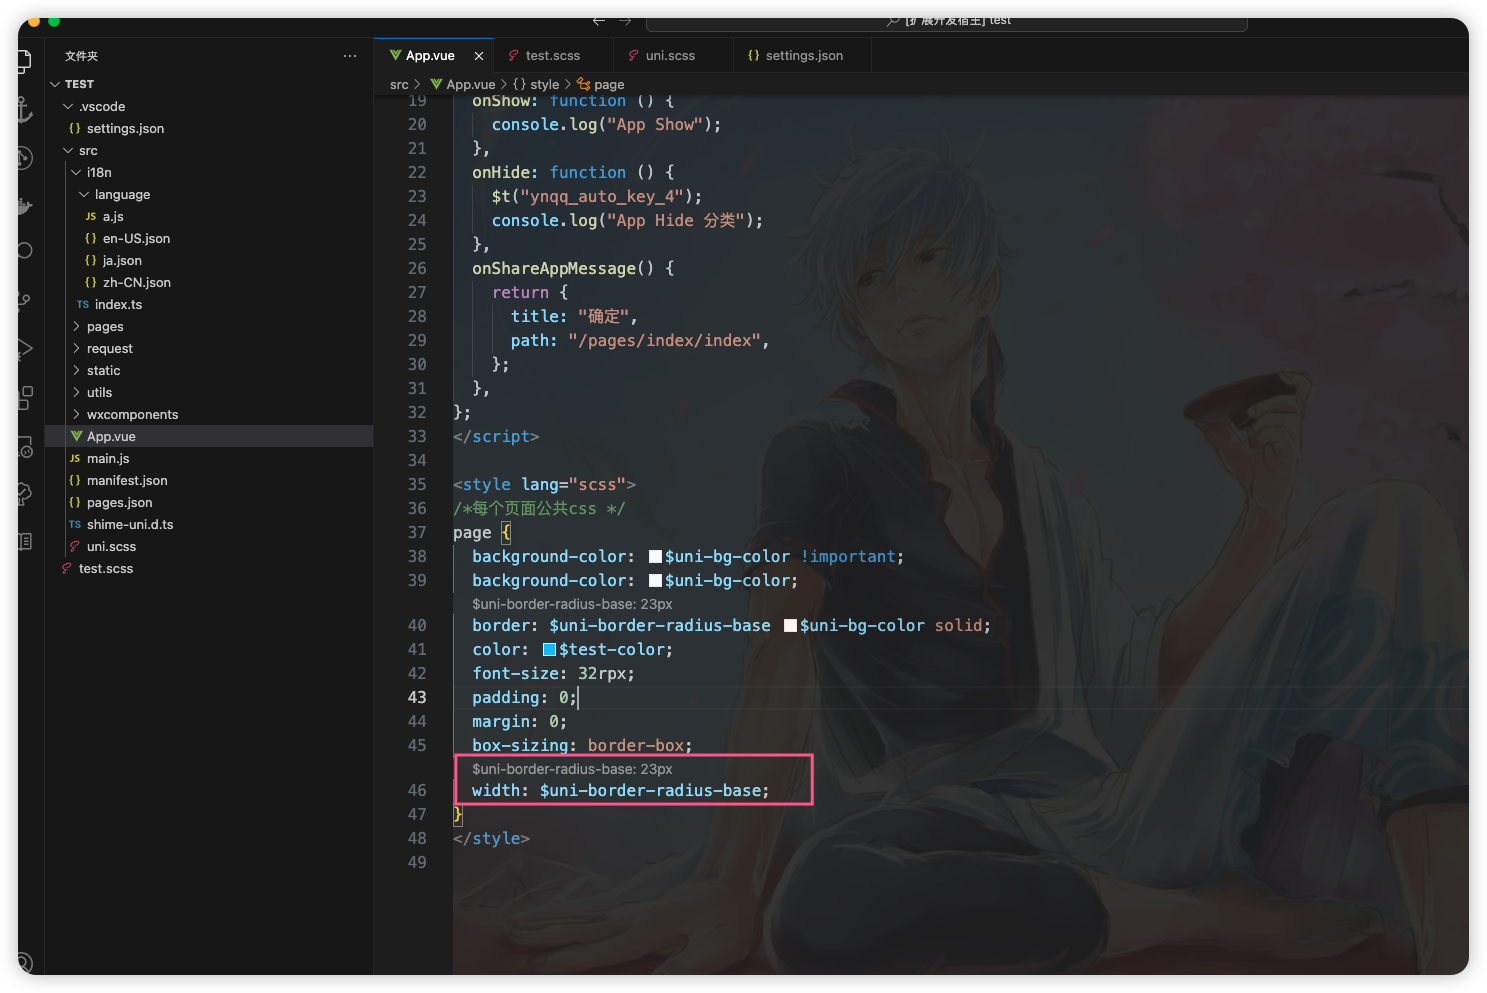 [扩展开发宿主] test
文件夹
App.vue
test.scss
uni.scss
settings.json
src > App.vue > {} style > page
TEST
.vscode
settings.json
src
i18n
language
JS a.js
en-US.json
ja.json
zh-CN.json
TS index.ts
pages
request
static
utils
wxcomponents
App.vue
JS main.js
manifest.json
pages.json
TS shime-uni.d.ts
uni.scss
test.scss
19 onShow: function () {
20 console.log("App Show");
21 },
22 onHide: function () {
23 $t("ynqq_auto_key_4");
24 console.log("App Hide 分类");
25 },
26 onShareAppMessage() {
27 return {
28 title: "确定",
29 path: "/pages/index/index",
30 };
31 },
32 };
33 </script>
34
35 <style lang="scss">
36 /*每个页面公共css */
37 page {
38 background-color: $uni-bg-color !important;
39 background-color: $uni-bg-color;
$uni-border-radius-base: 23px
40 border: $uni-border-radius-base $uni-bg-color solid;
41 color: $test-color;
42 font-size: 32rpx;
43 padding: 0;
44 margin: 0;
45 box-sizing: border-box;
$uni-border-radius-base: 23px
46 width: $uni-border-radius-base;
47 }
48 </style>
49